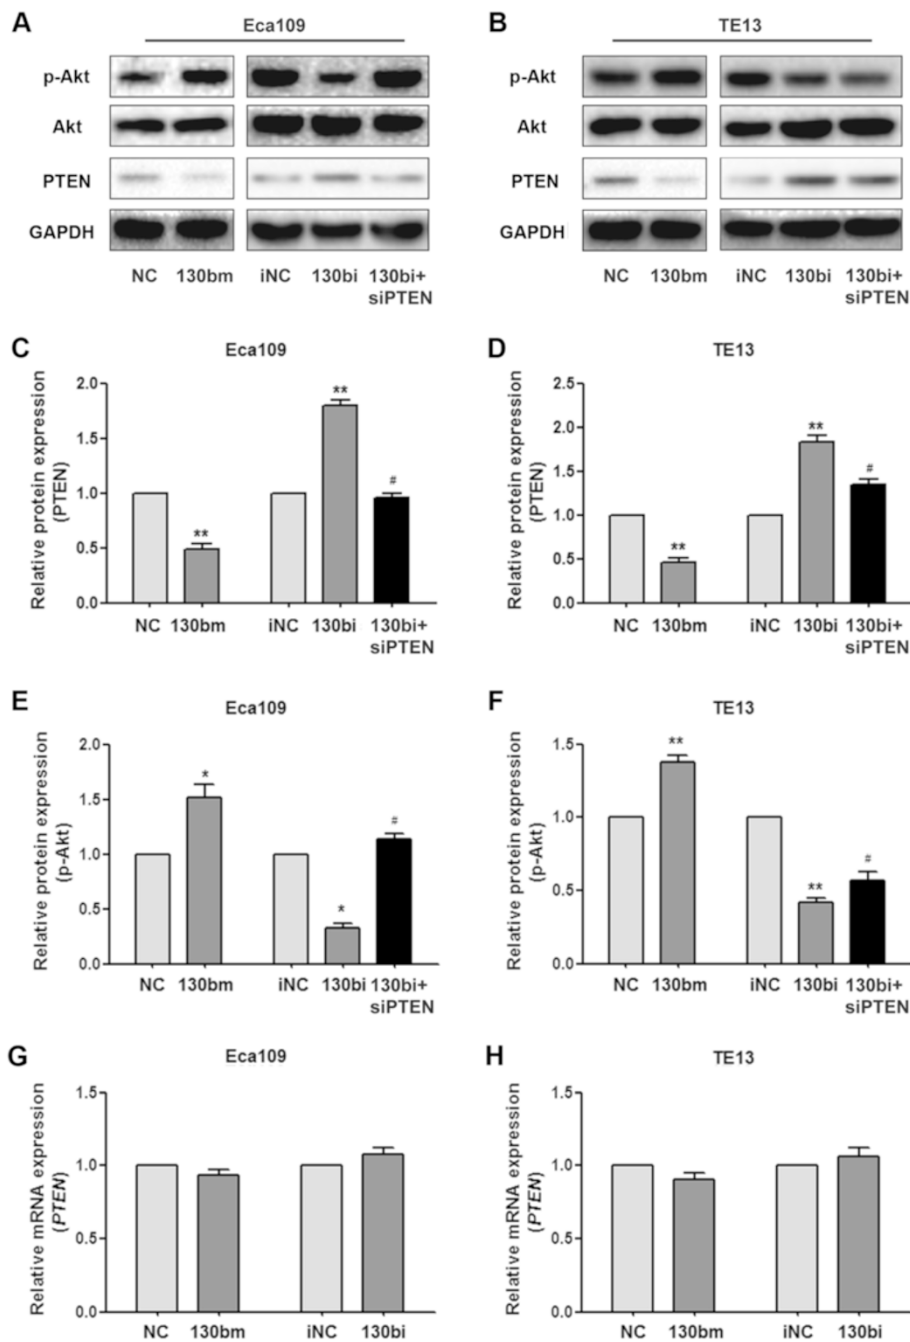 A
Eca109
p-Akt
Akt
PTEN
GAPDH
NC 130bm iNC 130bi 130bi+
siPTEN
B
TE13
p-Akt
Akt
PTEN
GAPDH
NC 130bm iNC 130bi 130bi+
siPTEN
C
Eca109
Relative protein expression
(PTEN)
2.0
1.5
1.0
0.5
0.0
**
**
#
NC 130bm iNC 130bi 130bi+
siPTEN
D
TE13
Relative protein expression
(PTEN)
2.5
2.0
1.5
1.0
0.5
0.0
**
**
#
NC 130bm iNC 130bi 130bi+
siPTEN
E
Eca109
Relative protein expression
(p-Akt)
2.0
1.5
1.0
0.5
0.0
*
*
#
NC 130bm iNC 130bi 130bi+
siPTEN
F
TE13
Relative protein expression
(p-Akt)
1.5
1.0
0.5
0.0
**
**
#
NC 130bm iNC 130bi 130bi+
siPTEN
G
Eca109
Relative mRNA expression
(PTEN)
1.5
1.0
0.5
0.0
NC 130bm iNC 130bi
H
TE13
Relative mRNA expression
(PTEN)
1.5
1.0
0.5
0.0
NC 130bm iNC 130bi